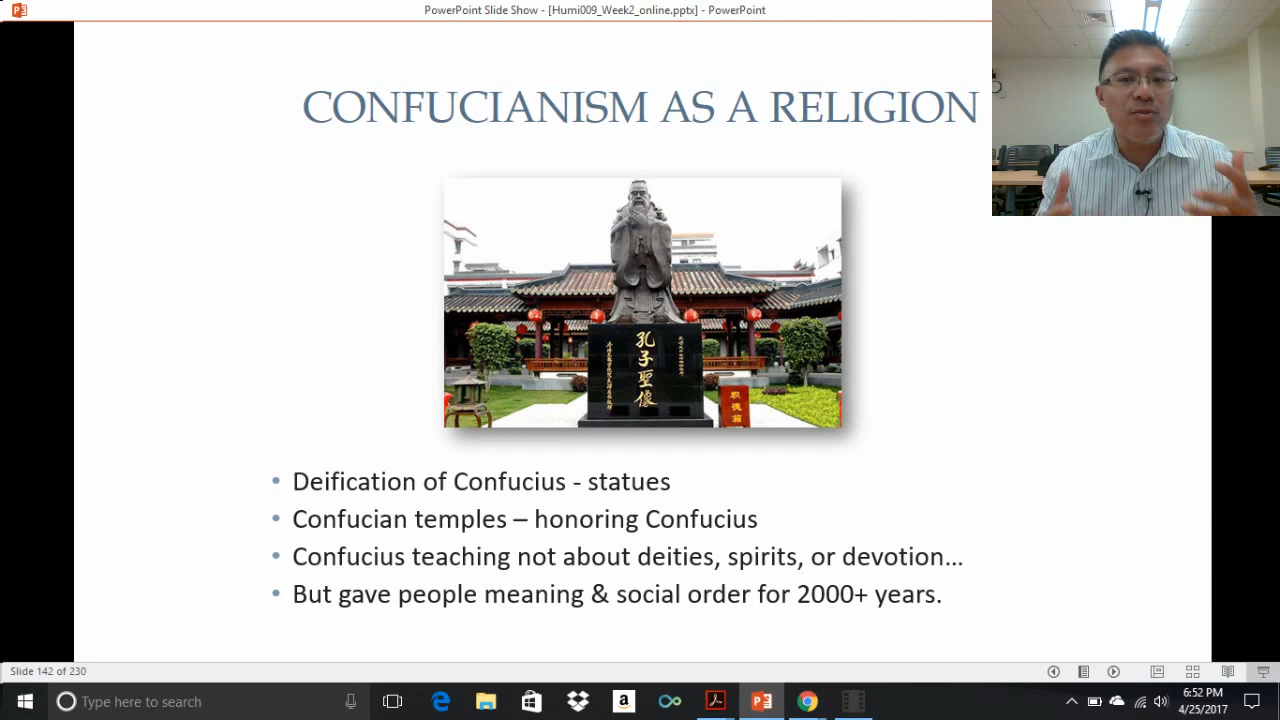 PowerPoint Slide Show - [Humi009_Week2_online.pptx] - PowerPoint
CONFUCIANISM AS A RELIGION
孔子聖像
• Deification of Confucius - statues
• Confucian temples – honoring Confucius
• Confucius teaching not about deities, spirits, or devotion…
• But gave people meaning & social order for 2000+ years.
Slide 142 of 230
Type here to search
6:52 PM
4/25/2017